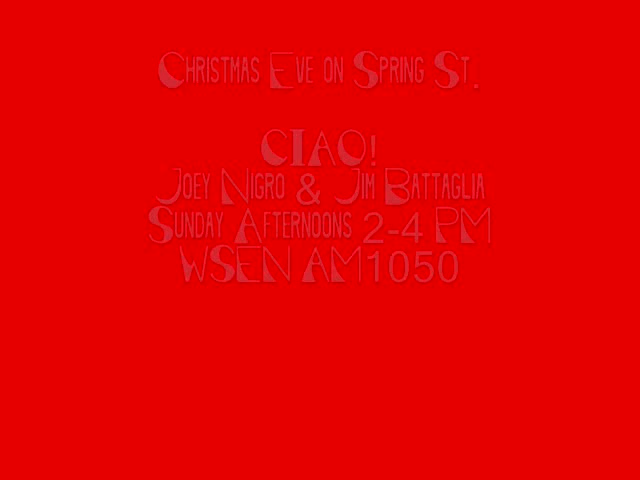 Christmas Eve on Spring St.
CIAO!
Joey Nigro & Jim Battaglia
Sunday Afternoons 2-4 PM
WSEN AM1050